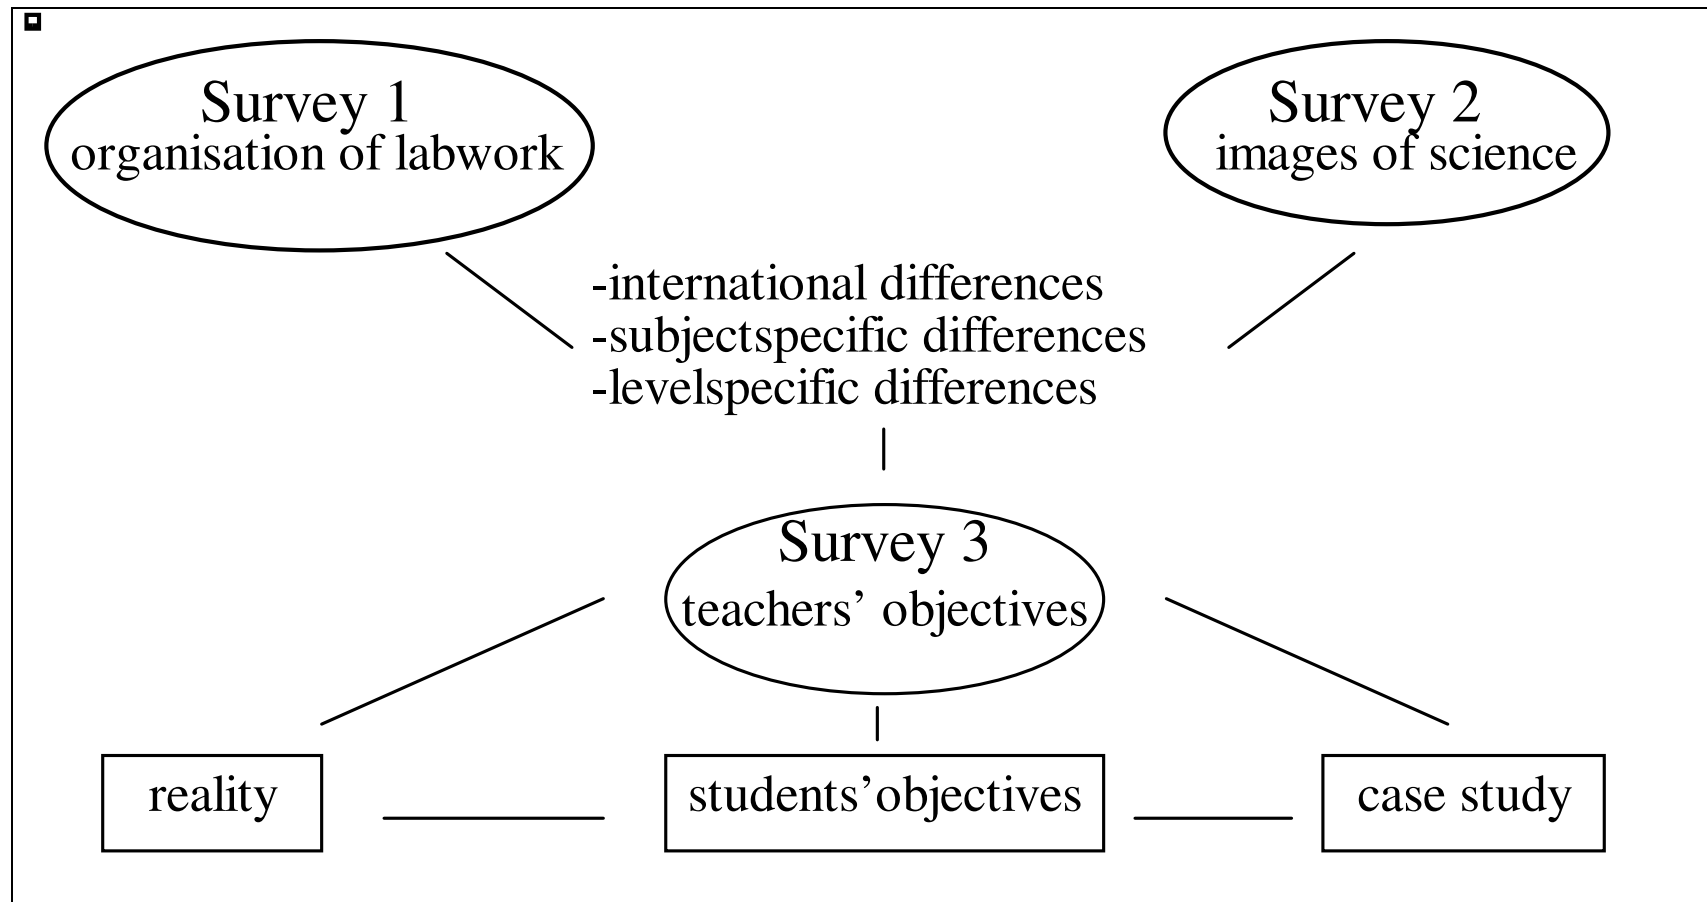 Survey 1
organisation of labwork
Survey 2
images of science
-international differences
-subjectspecific differences
-levelspecific differences
Survey 3
teachers’ objectives
reality
students’objectives
case study